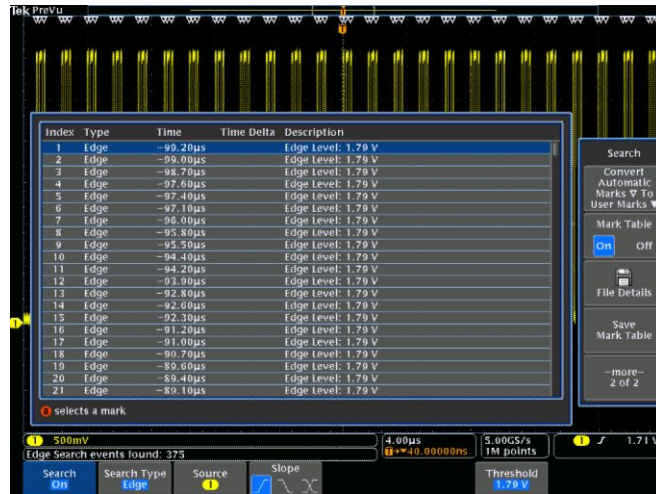 Tek PreVu
T
T
Index Type Time Time Delta Description
1 Edge -99.20µs Edge Level: 1.79 V
2 Edge -99.00µs Edge Level: 1.79 V
3 Edge -98.70µs Edge Level: 1.79 V
4 Edge -97.60µs Edge Level: 1.79 V
5 Edge -97.40µs Edge Level: 1.79 V
6 Edge -97.10µs Edge Level: 1.79 V
7 Edge -96.00µs Edge Level: 1.79 V
8 Edge -95.80µs Edge Level: 1.79 V
9 Edge -95.50µs Edge Level: 1.79 V
10 Edge -94.40µs Edge Level: 1.79 V
11 Edge -94.20µs Edge Level: 1.79 V
12 Edge -93.90µs Edge Level: 1.79 V
13 Edge -92.80µs Edge Level: 1.79 V
14 Edge -92.60µs Edge Level: 1.79 V
15 Edge -92.30µs Edge Level: 1.79 V
16 Edge -91.20µs Edge Level: 1.79 V
17 Edge -91.00µs Edge Level: 1.79 V
18 Edge -90.70µs Edge Level: 1.79 V
19 Edge -89.60µs Edge Level: 1.79 V
20 Edge -89.40µs Edge Level: 1.79 V
21 Edge -89.10µs Edge Level: 1.79 V
a selects a mark
Search
Convert
Automatic
Marks ▽ To
User Marks ▼
Mark Table
On Off
File Details
Save
Mark Table
-more-
2 of 2
1
1 500mV
Edge Search events found: 375
4.00µs
T→▼40.00000ns
5.00GS/s
1M points
1 1.71 V
Search
On
Search Type
Edge
Source
1
Slope
Threshold
1.79 V